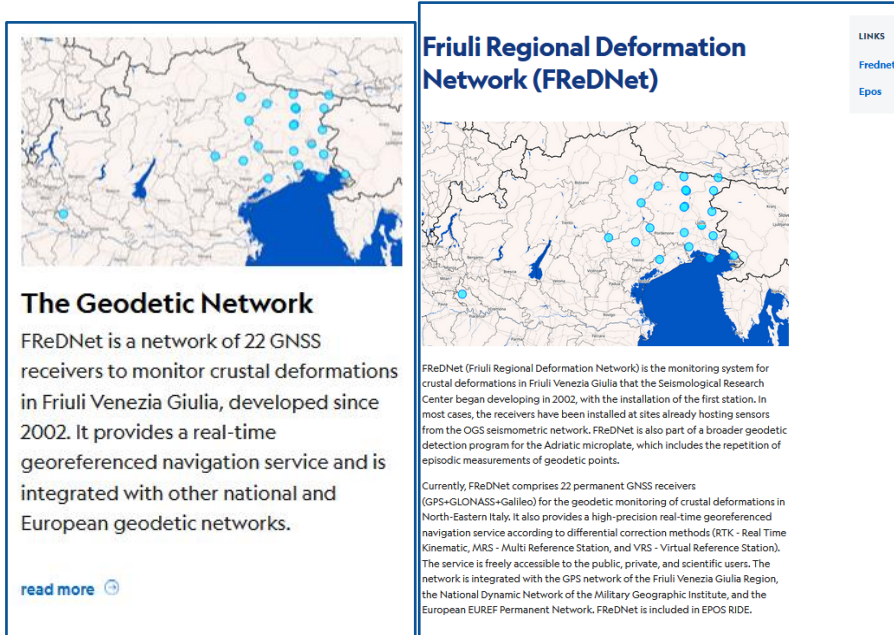 The Geodetic Network
FReDNet is a network of 22 GNSS
receivers to monitor crustal deformations
in Friuli Venezia Giulia, developed since
2002. It provides a real-time
georeferenced navigation service and is
integrated with other national and
European geodetic networks.
read more
Friuli Regional Deformation
Network (FReDNet)
FReDNet (Friuli Regional Deformation Network) is the monitoring system for
crustal deformations in Friuli Venezia Giulia that the Seismological Research
Center began developing in 2002, with the installation of the first station. In
most cases, the receivers have been installed at sites already hosting sensors
from the OGS seismometric network. FReDNet is also part of a broader geodetic
detection program for the Adriatic microplate, which includes the repetition of
episodic measurements of geodetic points.
Currently, FReDNet comprises 22 permanent GNSS receivers
(GPS+GLONASS+Galileo) for the geodetic monitoring of crustal deformations in
North-Eastern Italy. It also provides a high-precision real-time georeferenced
navigation service according to differential correction methods (RTK - Real Time
Kinematic, MRS - Multi Reference Station, and VRS - Virtual Reference Station).
The service is freely accessible to the public, private, and scientific users. The
network is integrated with the GPS network of the Friuli Venezia Giulia Region,
the National Dynamic Network of the Military Geographic Institute, and the
European EUREF Permanent Network. FReDNet is included in EPOS RIDE.
LINKS
Frednet
Epos